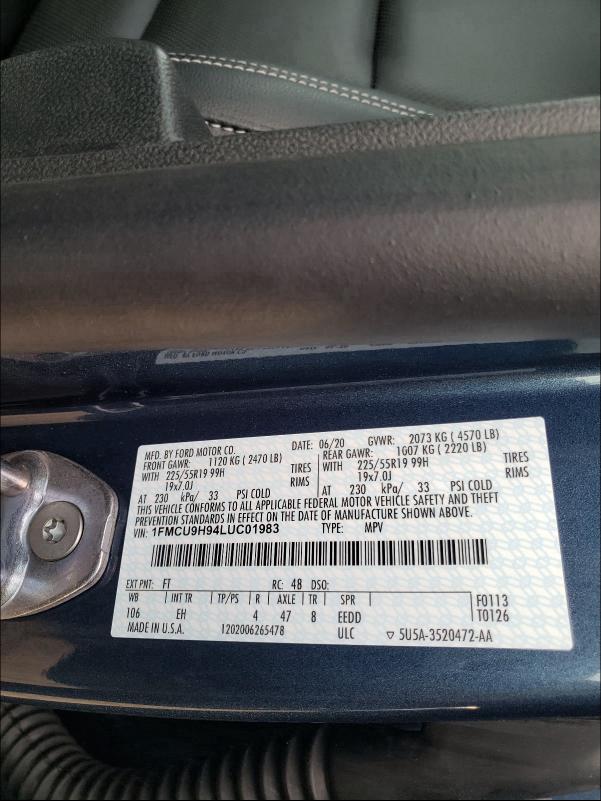 MFD. BY FORD MOTOR CO.
DATE: 06/20 GVWR: 2073 KG ( 4570 LB)
FRONT GAWR: 1120 KG ( 2470 LB)
REAR GAWR: 1007 KG ( 2220 LB)
WITH 225/55R19 99H TIRES
WITH 225/55R19 99H TIRES
19x7.0J RIMS
19x7.0J RIMS
AT 230 kPa/ 33 PSI COLD
AT 230 kPa/ 33 PSI COLD
CONFORMS TO ALL APPLICABLE FEDERAL MOTOR VEHICLE SAFETY AND THEFT
PREVENTION STANDARDS IN EFFECT ON THE DATE OF MANUFACTURE SHOWN ABOVE.
VIN: 1FMCU9H94LUC01983 TYPE: MPV
EXT PNT: FT RC: 48 DSO:
WB INT TR TP/PS R AXLE TR SPR
106 EH 4 47 8 EEDD
F0113
T0126
MADE IN U.S.A. 1202006265478 ULC ▽ 5U5A-3520472-AA